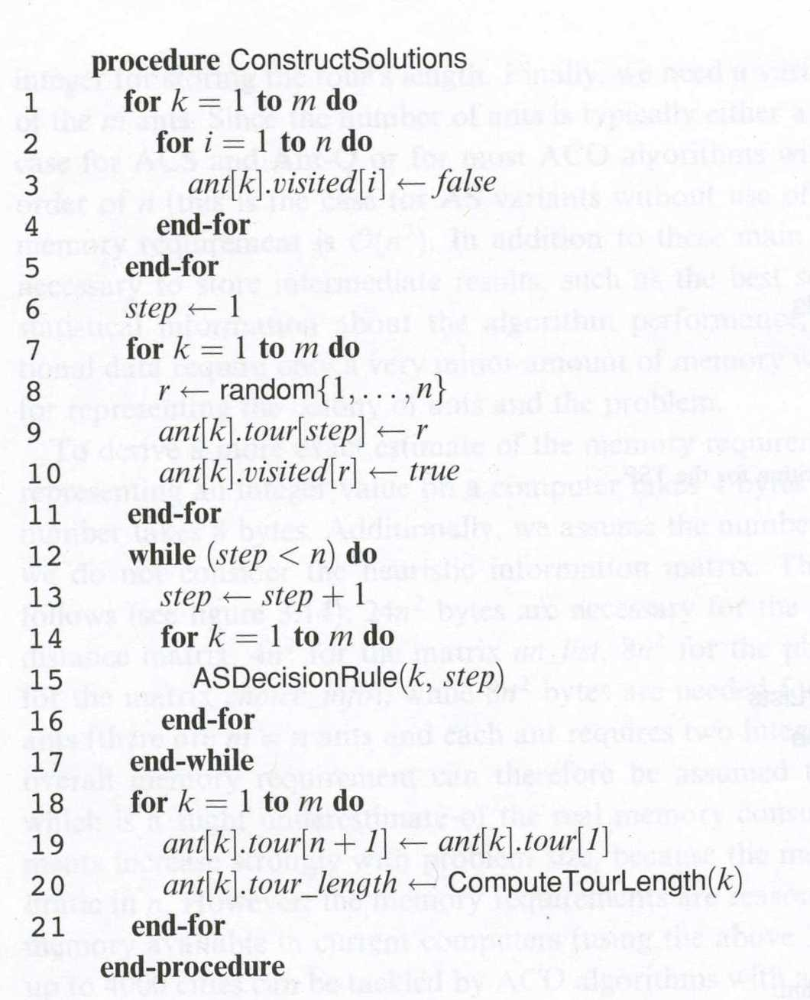 procedure ConstructSolutions
1 for k = 1 to m do
2 for i = 1 to n do
3 ant[k].visited[i] ← false
4 end-for
5 end-for
6 step ← 1
7 for k = 1 to m do
8 r ← random{1, . . . , n}
9 ant[k].tour[step] ← r
10 ant[k].visited[r] ← true
11 end-for
12 while (step < n) do
13 step ← step + 1
14 for k = 1 to m do
15 ASDecisionRule(k, step)
16 end-for
17 end-while
18 for k = 1 to m do
19 ant[k].tour[n + 1] ← ant[k].tour[1]
20 ant[k].tour_length ← ComputeTourLength(k)
21 end-for
end-procedure